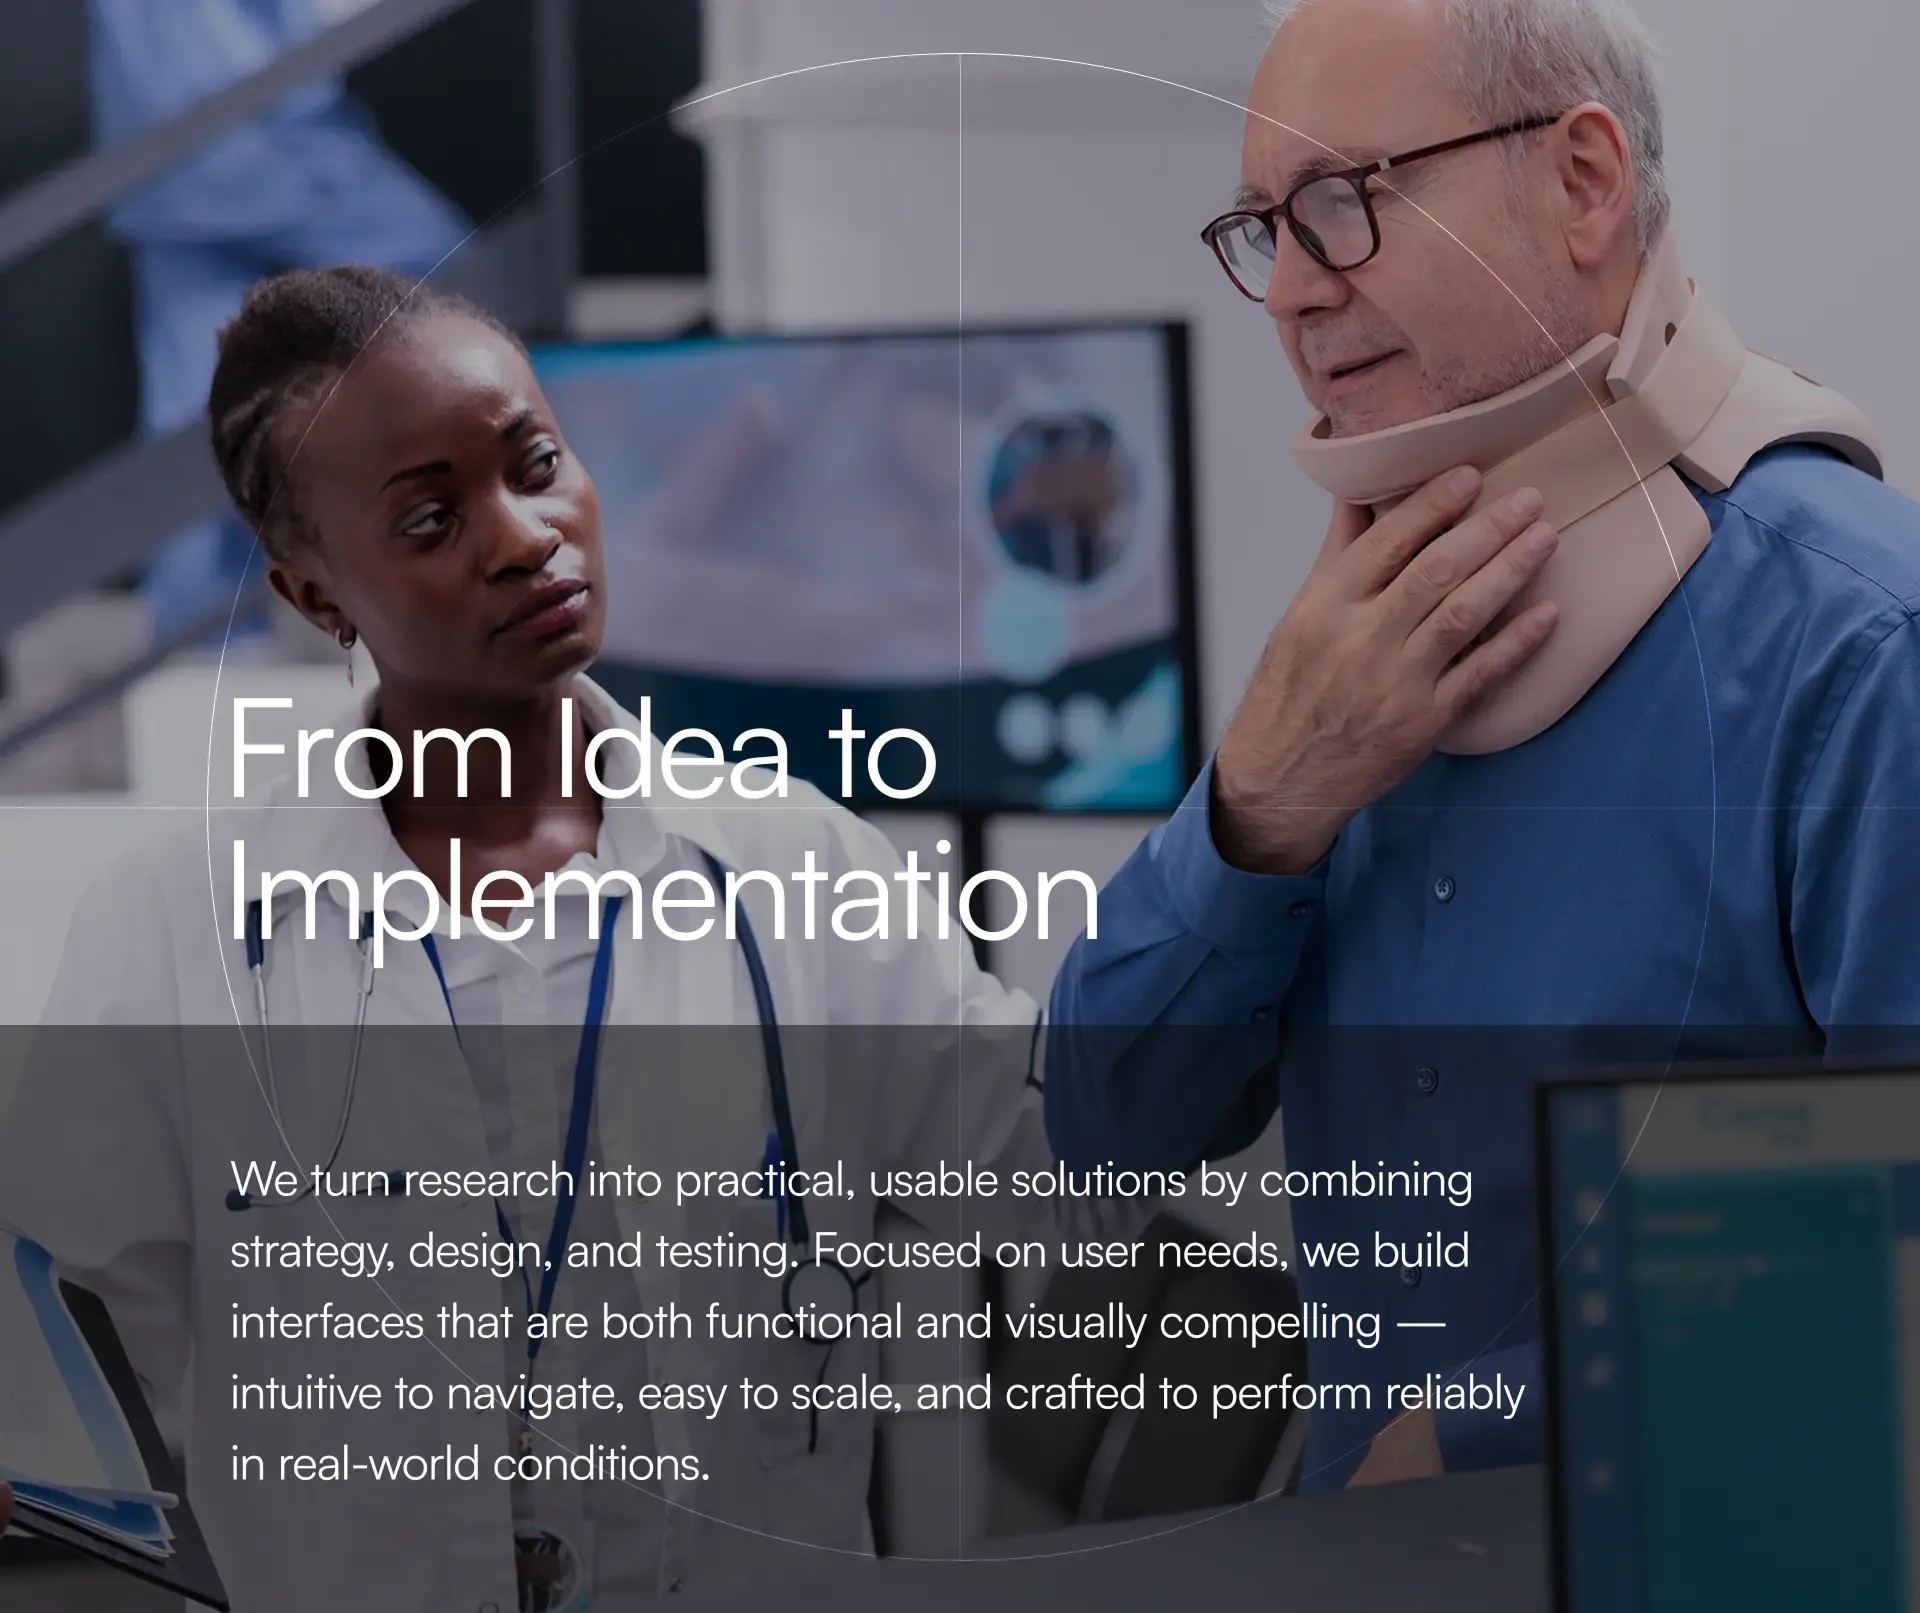 From Idea to
Implementation
We turn research into practical, usable solutions by combining
strategy, design, and testing. Focused on user needs, we build
interfaces that are both functional and visually compelling —
intuitive to navigate, easy to scale, and crafted to perform reliably
in real-world conditions.